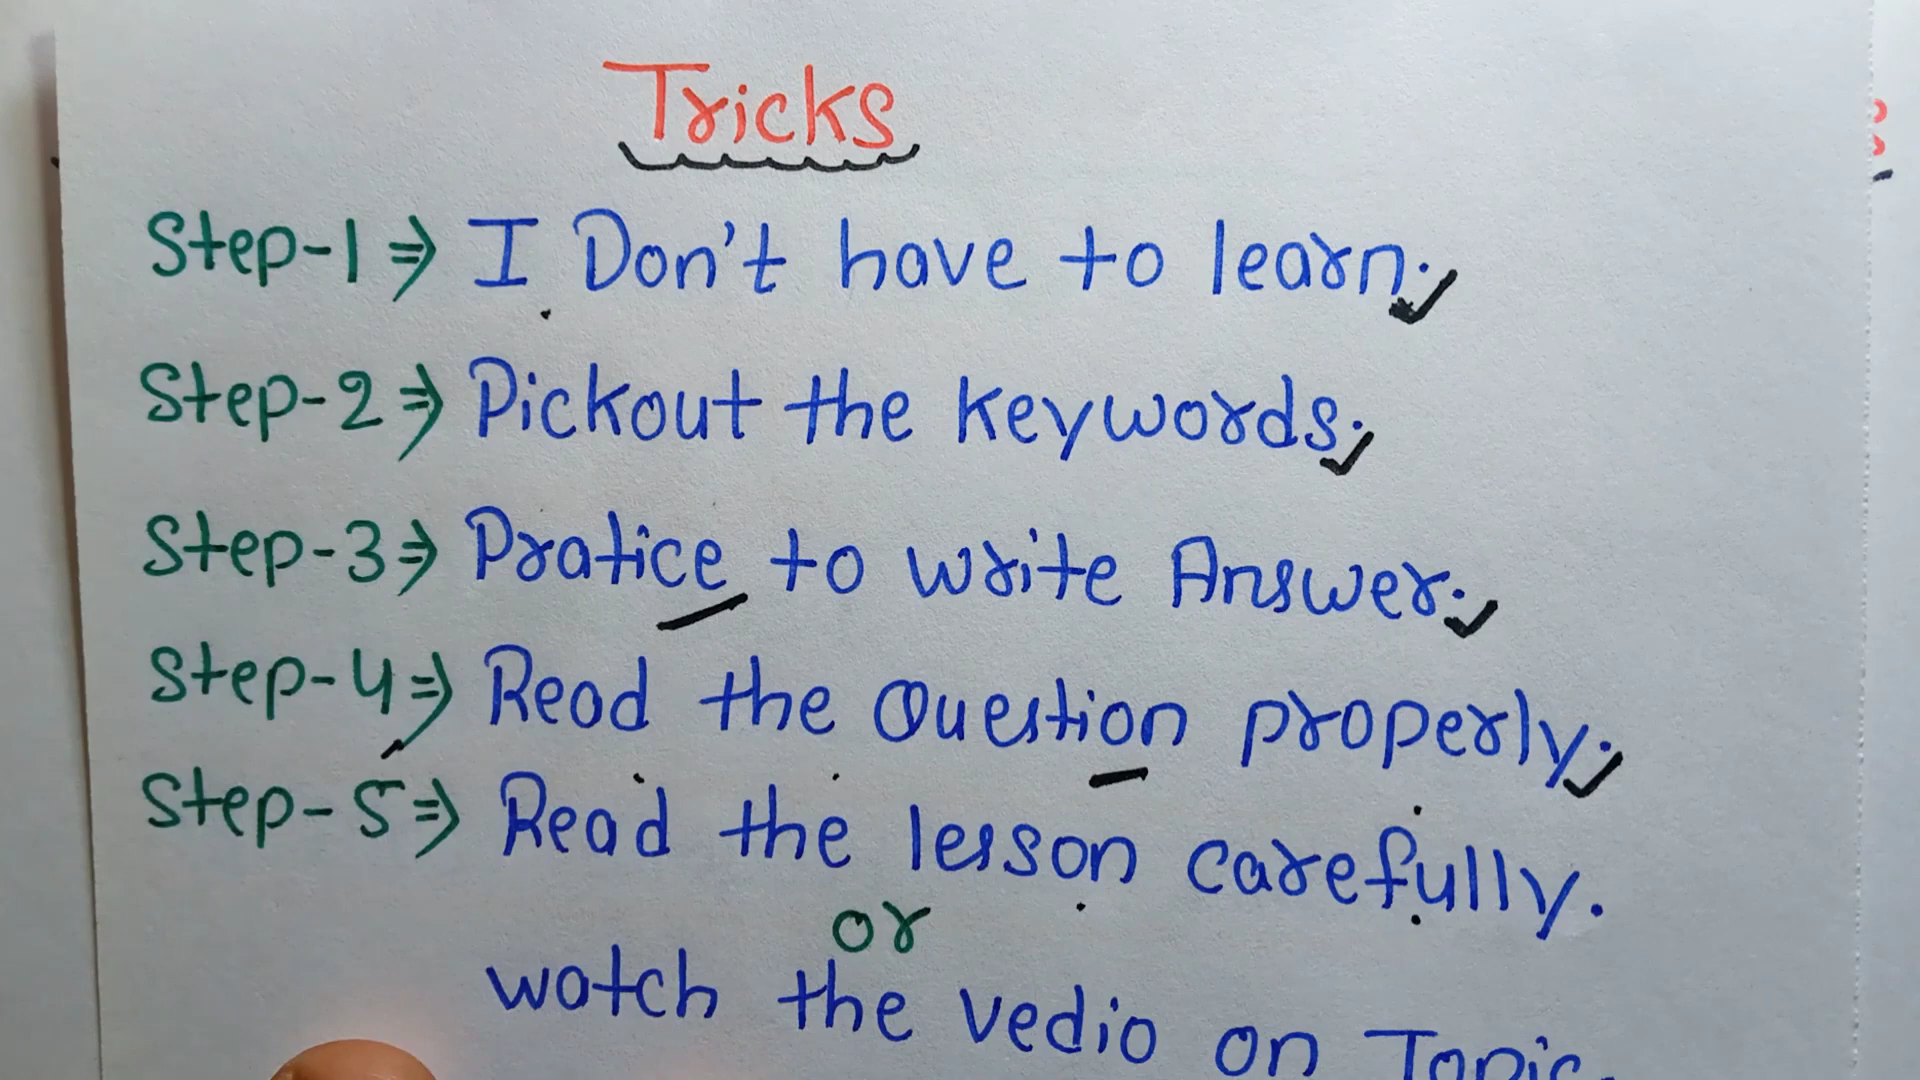 Tricks
Step-1 ⇒ I Don't have to learn.
Step-2 ⇒ Pickout the keywords.
Step-3 ⇒ Pratice to write Answer.
Step-4 ⇒ Read the Question properly.
Step-5 ⇒ Read the lesson carefully.
or
watch the vedio on Topic.